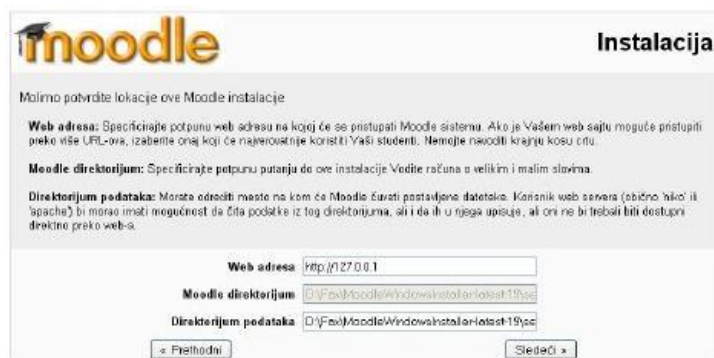 moodle
Instalacija
Molimo potvrdite lokacije ove Moodle instalacije
Web adresa: Specificirajte potpunu web adresu na kojoj će se pristupati Moodle sistemu. Ako je Vašem web sajtu moguće pristupiti
preko više URL-ova, izaberite onaj koji će najverovatnije koristiti Vaši studenti. Nemojte navoditi krajnju kosu crtu.
Moodle direktorijum: Specificirajte potpunu putanju do ove instalacije Vodite računa o velikim i malim slovima.
Direktorijum podataka: Morate odrediti mesto na kom će Moodle čuvati postavljene datoteke. Korisnik web servera (obično 'niko' ili
'apache') bi morao imati mogućnost da čita podatke iz tog direktorijuma, ali i da ih u njega upisuje, ali oni ne bi trebali biti dostupni
direktno preko web-a.
Web adresa http://127.0.0.1
Moodle direktorijum D:\Fax\MoodleWindowsInstaller-latest-19\se
Direktorijum podataka D:\Fax\MoodleWindowsInstaller-latest-19\se
« Prethodni Sledeći »